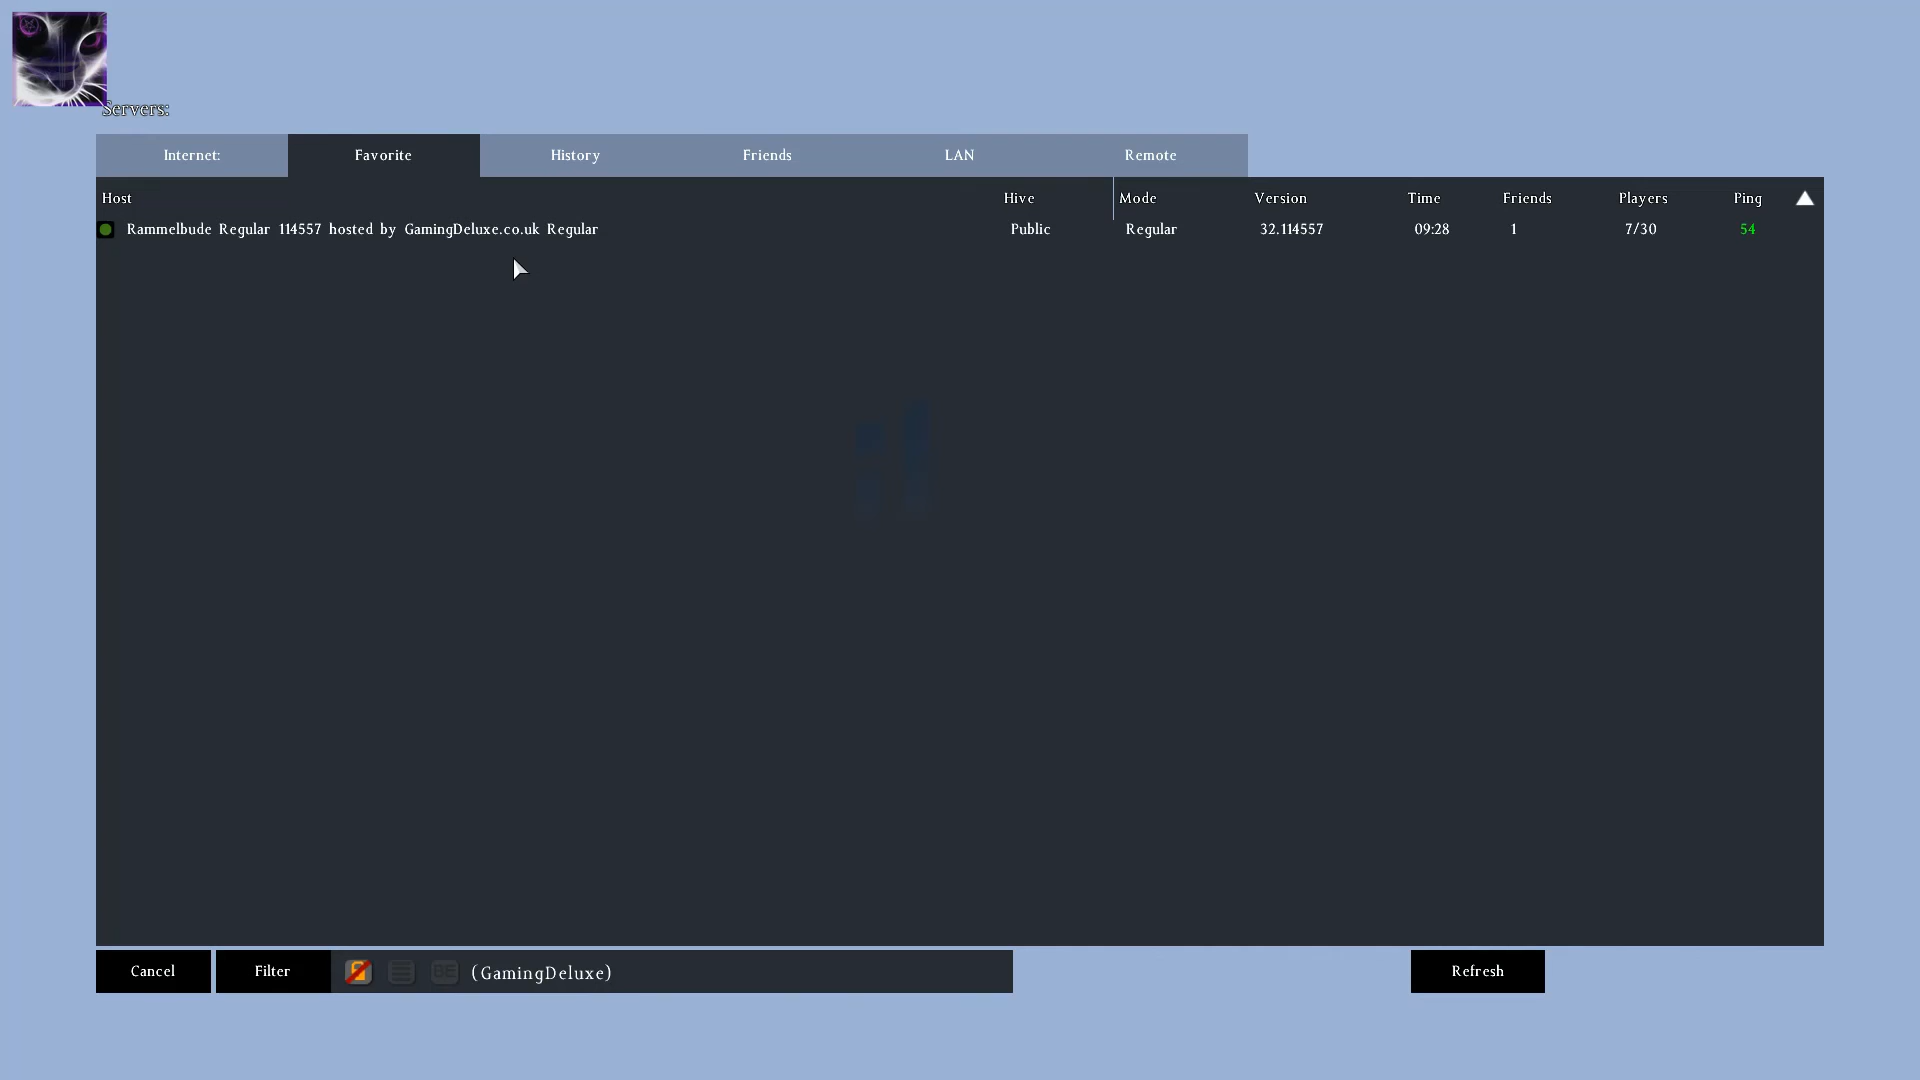 Servers:
Internet: Favorite History Friends LAN Remote
Host Hive Mode Version Time Friends Players Ping
Rammelbude Regular 114557 hosted by GamingDeluxe.co.uk Regular Public Regular 32.114557 09:28 1 7/30 54
Cancel Filter BE (GamingDeluxe) Refresh